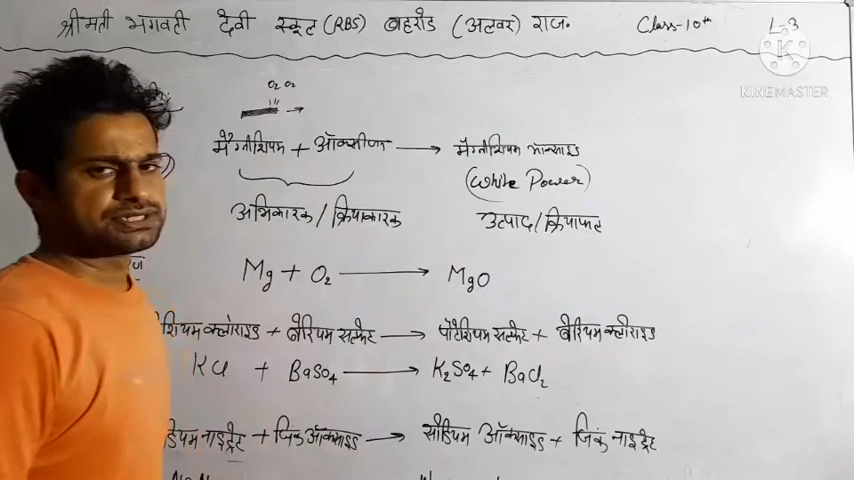 श्रीमती भगवती देवी स्कूल (RBS) बहरोड (अलवर) राज. Class-10th L-3
K
KINEMASTER
O₂ O₂
मैग्नीशियम + ऑक्सीजन → मैग्नीशियम ऑक्साइड
(White Power)
अभिकारक/क्रियाकारक उत्पाद/क्रियाफल
Mg + O₂ → MgO
शियम क्लोराइड + बेरियम सल्फेट → पोटैशियम सल्फेट + बेरियम क्लोराइड
KCl + BaSO₄ → K₂SO₄ + BaCl₂
डियम नाइट्रेट + जिंक ऑक्साइड → सोडियम ऑक्साइड + जिंक नाइट्रेट